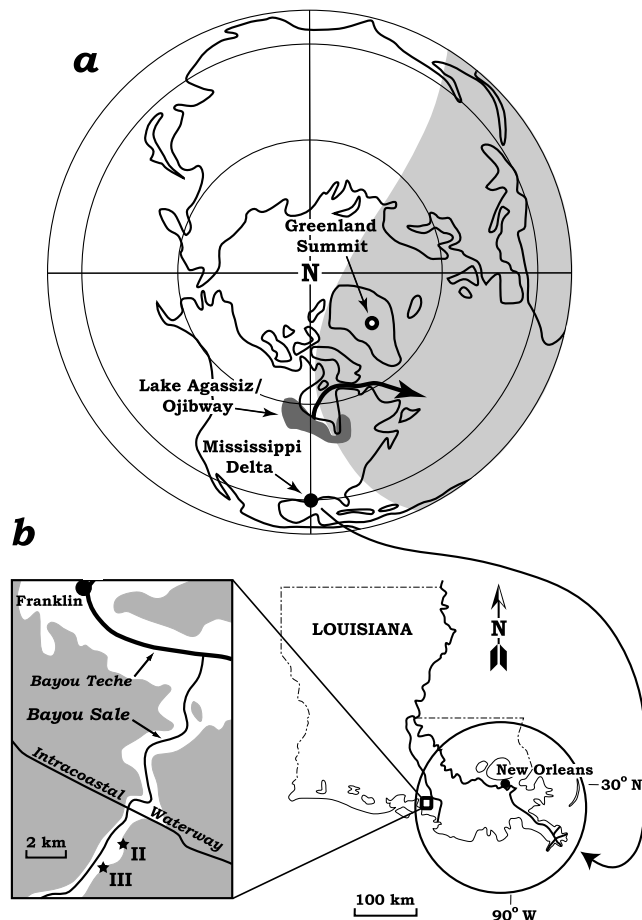 a
Greenland
Summit
N
Lake Agassiz/
Ojibway
Mississippi
Delta
b
Franklin
Bayou Teche
Bayou Sale
Intracoastal
Waterway
2 km
II
III
LOUISIANA
N
New Orleans
30° N
100 km
90° W